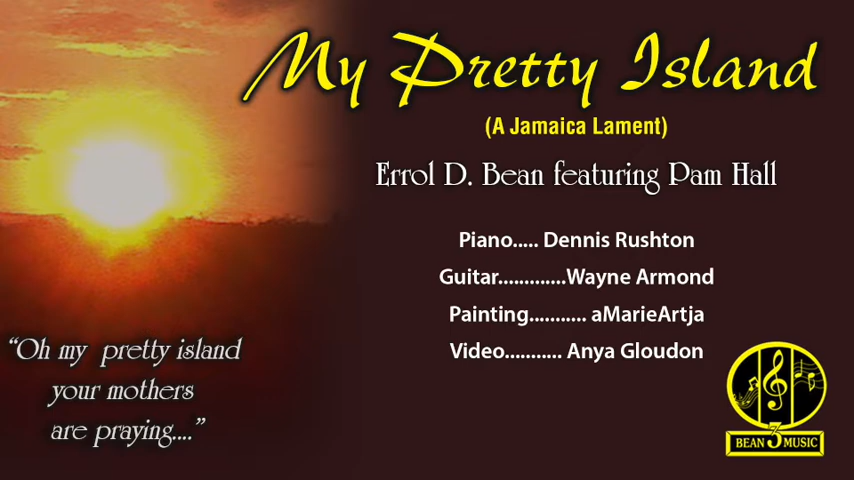 My Pretty Island
(A Jamaica Lament)
Errol D. Bean featuring Pam Hall
Piano..... Dennis Rushton
Guitar.............Wayne Armond
Painting........... aMarieArtja
Video........... Anya Gloudon
“Oh my pretty island
your mothers
are praying....”
BEAN 3 MUSIC